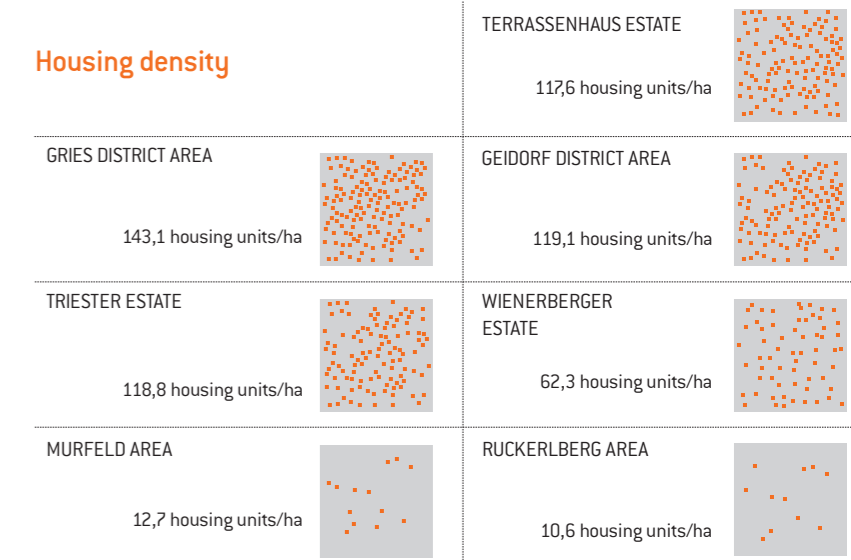 Housing density
TERRASSENHAUS ESTATE
117,6 housing units/ha
GRIES DISTRICT AREA
143,1 housing units/ha
GEIDORF DISTRICT AREA
119,1 housing units/ha
TRIESTER ESTATE
118,8 housing units/ha
WIENERBERGER
ESTATE
62,3 housing units/ha
MURFELD AREA
12,7 housing units/ha
RUCKERLBERG AREA
10,6 housing units/ha